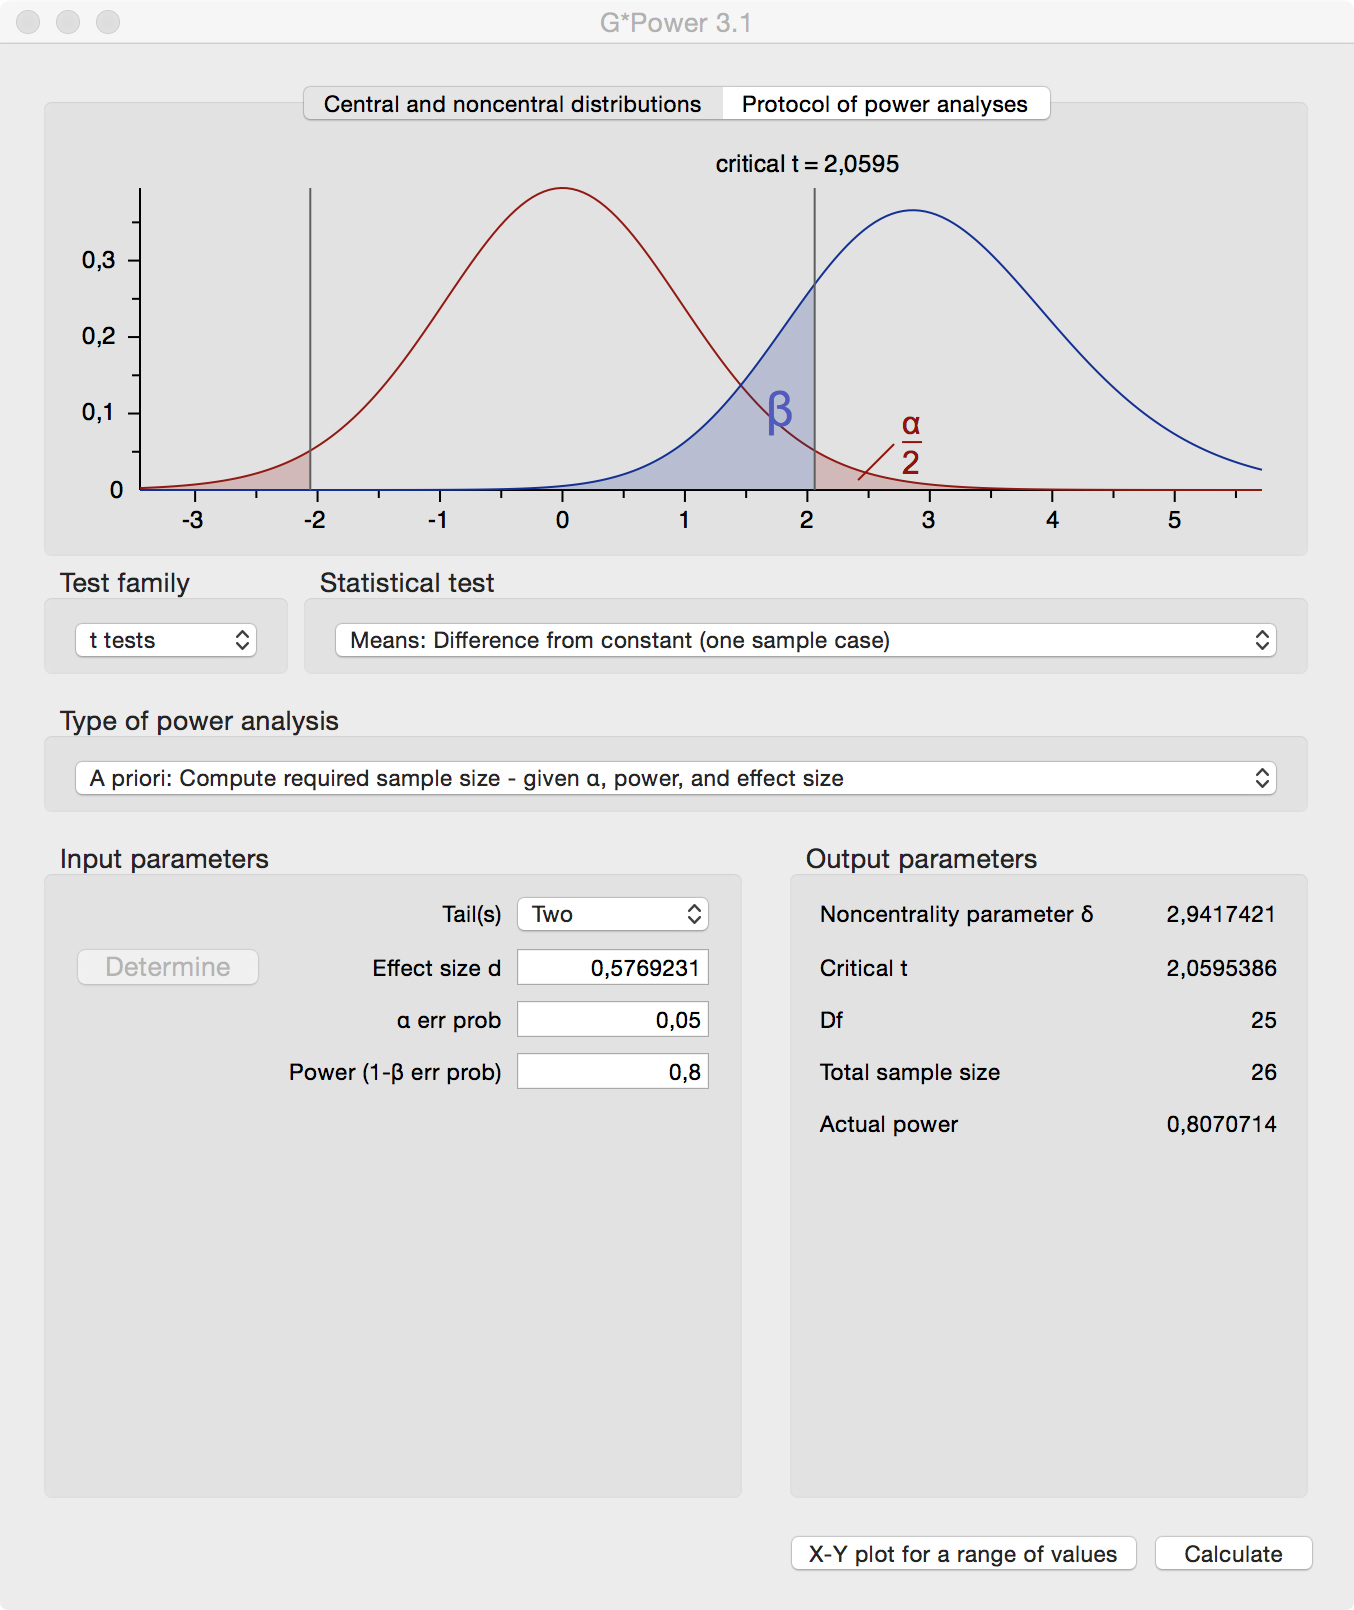 G*Power 3.1
Central and noncentral distributions Protocol of power analyses
critical t = 2,0595
0,3
0,2
0,1
0
β
α
2
-3 -2 -1 0 1 2 3 4 5
Test family Statistical test
t tests Means: Difference from constant (one sample case)
Type of power analysis
A priori: Compute required sample size - given α, power, and effect size
Input parameters
Tail(s) Two
Determine Effect size d 0,5769231
α err prob 0,05
Power (1-β err prob) 0,8
Output parameters
Noncentrality parameter δ 2,9417421
Critical t 2,0595386
Df 25
Total sample size 26
Actual power 0,8070714
X-Y plot for a range of values Calculate